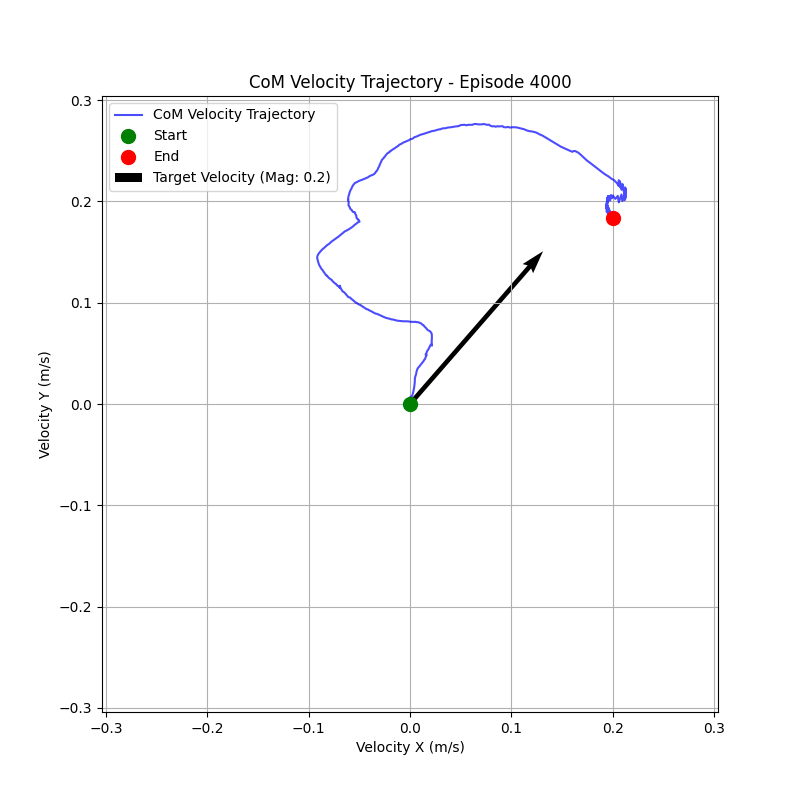 CoM Velocity Trajectory - Episode 4000
CoM Velocity Trajectory
Start
End
Target Velocity (Mag: 0.2)
0.3
0.2
0.1
0.0
−0.1
−0.2
−0.3
Velocity Y (m/s)
−0.3
−0.2
−0.1
0.0
0.1
0.2
0.3
Velocity X (m/s)